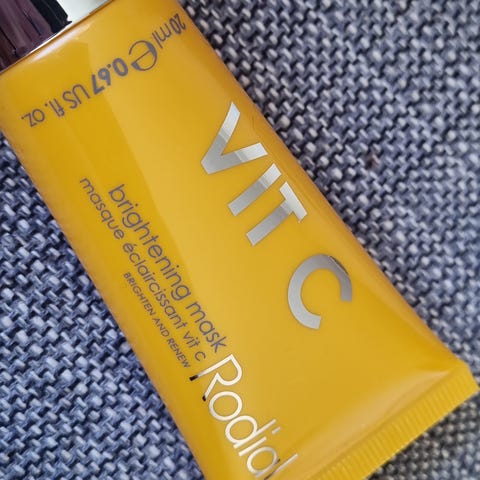 VIT C
brightening mask
masque éclaircissant vit c
BRIGHTEN AND RENEW
Rodial
20ml ℮ 0.67 US fl. oz.